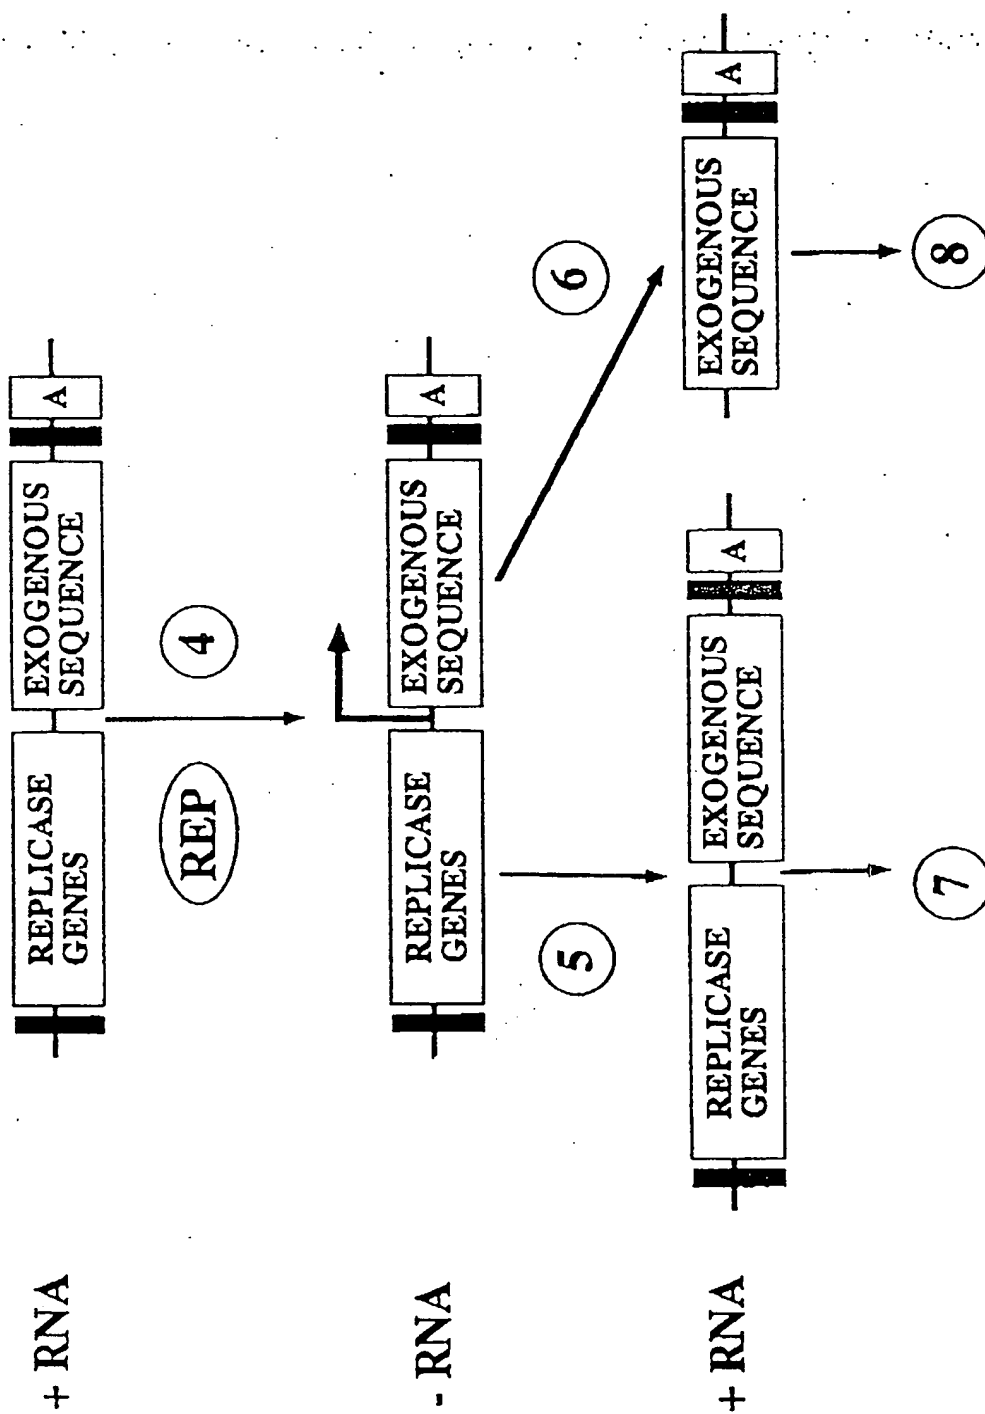 + RNA
REPLICASE
GENES
EXOGENOUS
SEQUENCE
A
REP
4
- RNA
REPLICASE
GENES
EXOGENOUS
SEQUENCE
A
5
6
+ RNA
REPLICASE
GENES
EXOGENOUS
SEQUENCE
A
EXOGENOUS
SEQUENCE
A
7
8